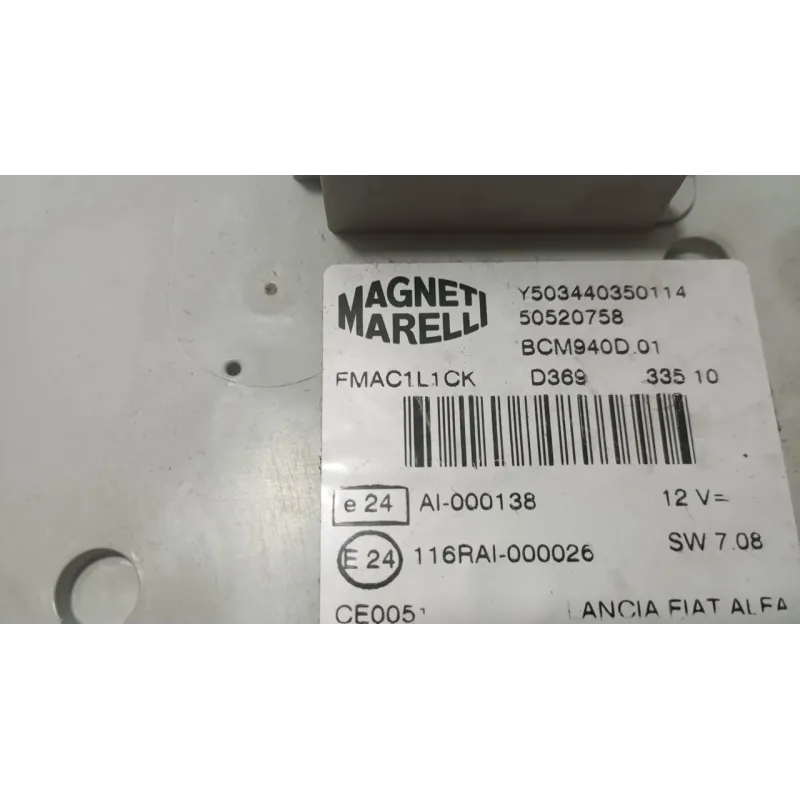 MAGNETI
MARELLI
Y503440350114
50520758
BCM940D.01
FMAC1L1CK D369 335 10
e 24 AI-000138 12 V=
E 24 116RAI-000026 SW 7.08
CE0051 LANCIA FIAT ALFA